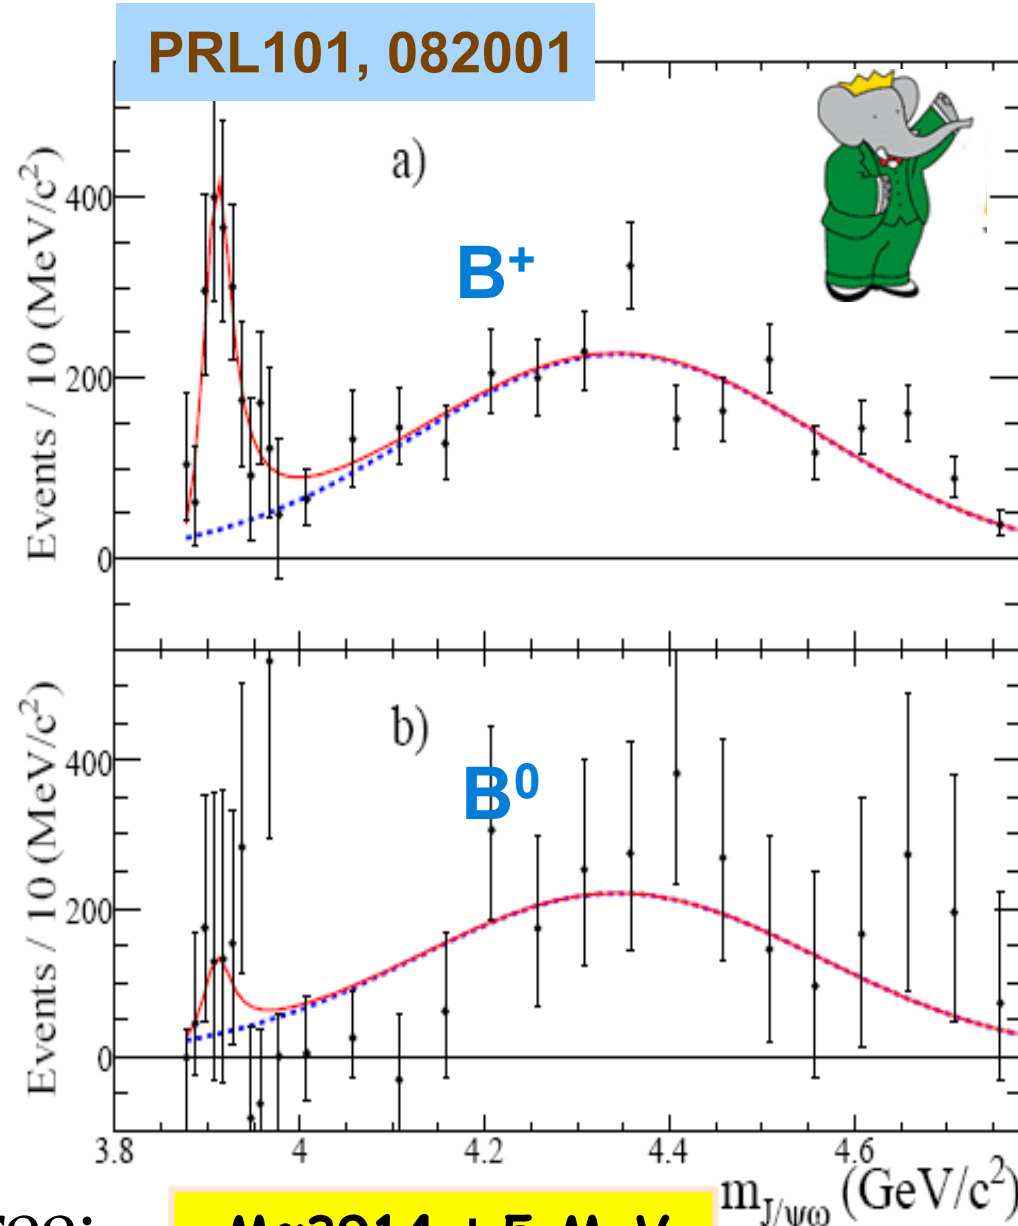 PRL101, 082001
a)
B+
Events / 10 (MeV/c2)
400
200
0
b)
B0
Events / 10 (MeV/c2)
400
200
0
3.8
4
4.2
4.4
4.6
mJ/ψω (GeV/c2)